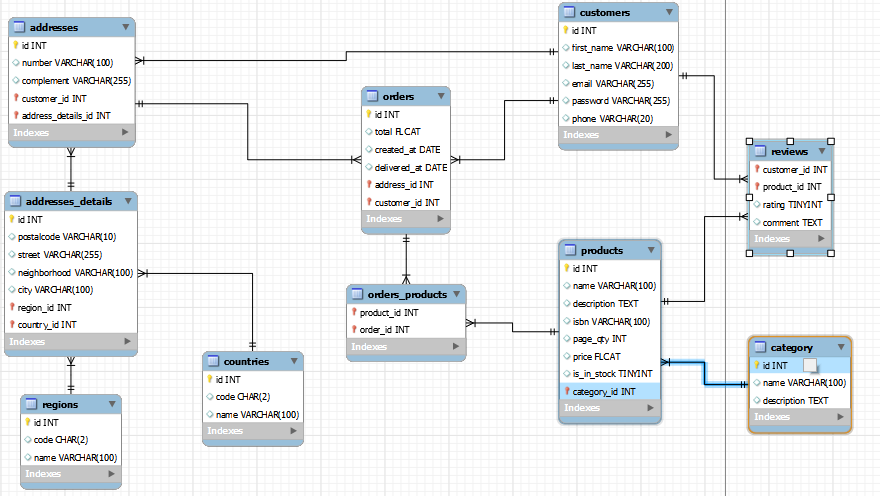 addresses
id INT
number VARCHAR(100)
complement VARCHAR(255)
customer_id INT
address_details_id INT
Indexes
customers
id INT
first_name VARCHAR(100)
last_name VARCHAR(200)
email VARCHAR(255)
password VARCHAR(255)
phone VARCHAR(20)
Indexes
orders
id INT
total FLCAT
created_at DATE
delivered_at DATE
address_id INT
customer_id INT
Indexes
reviews
customer_id INT
product_id INT
rating TINYINT
comment TEXT
Indexes
addresses_details
id INT
postalcode VARCHAR(10)
street VARCHAR(255)
neighborhood VARCHAR(100)
city VARCHAR(100)
region_id INT
country_id INT
Indexes
products
id INT
name VARCHAR(100)
description TEXT
isbn VARCHAR(100)
page_qty INT
price FLCAT
is_in_stock TINYINT
category_id INT
Indexes
orders_products
product_id INT
order_id INT
Indexes
category
id INT
name VARCHAR(100)
description TEXT
Indexes
countries
id INT
code CHAR(2)
name VARCHAR(100)
Indexes
regions
id INT
code CHAR(2)
name VARCHAR(100)
Indexes